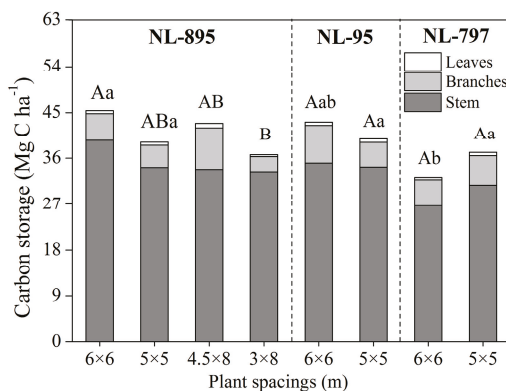 63
54
45
36
27
18
9
0
Carbon storage (Mg C ha⁻¹)
NL-895
NL-95
NL-797
Leaves
Branches
Stem
Aa
ABa
AB
B
Aab
Aa
Ab
Aa
6×6
5×5
4.5×8
3×8
6×6
5×5
6×6
5×5
Plant spacings (m)